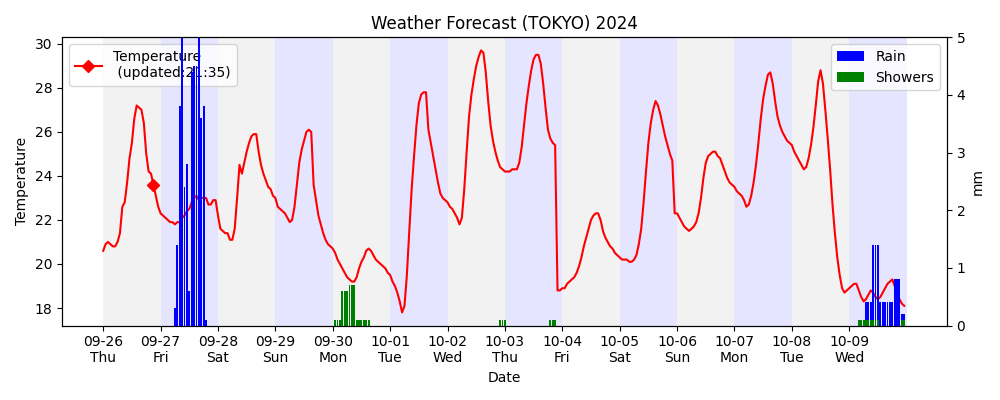 Weather Forecast (TOKYO) 2024
Temperature
(updated:21:35)
Rain
Showers
Temperature
30
28
26
24
22
20
18
5
4
3
2
1
0
mm
09-26 09-27 09-28 09-29 09-30 10-01 10-02 10-03 10-04 10-05 10-06 10-07 10-08 10-09
Thu Fri Sat Sun Mon Tue Wed Thu Fri Sat Sun Mon Tue Wed
Date